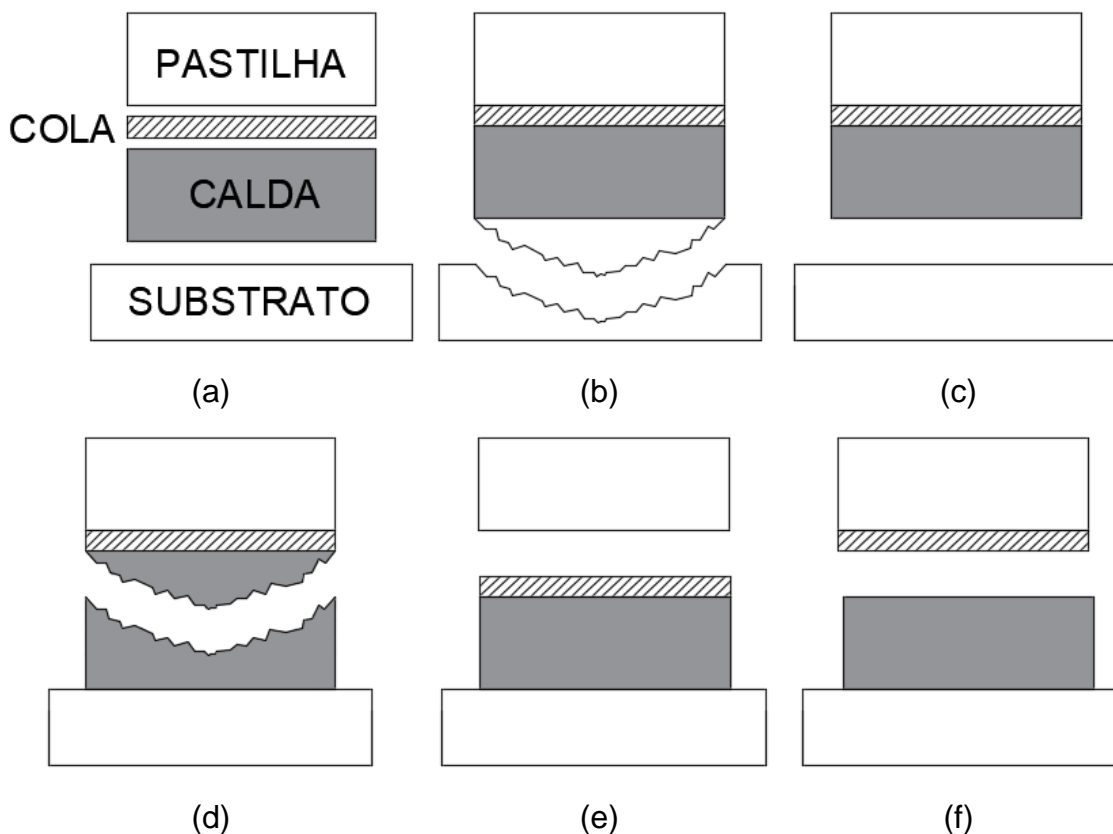 PASTILHA
COLA
CALDA
SUBSTRATO
(a)
(b)
(c)
(d)
(e)
(f)